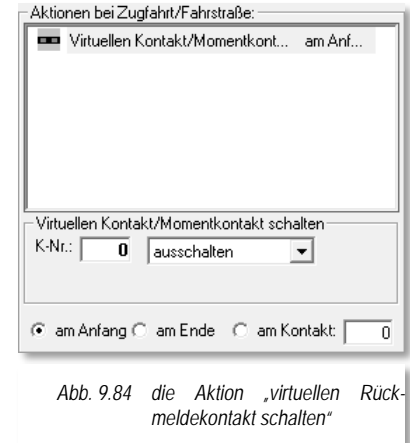 Aktionen bei Zugfahrt/Fahrstraße:
Virtuellen Kontakt/Momentkont... am Anf...
Virtuellen Kontakt/Momentkontakt schalten
K-Nr.: 0 ausschalten
am Anfang am Ende am Kontakt: 0
Abb. 9.84 die Aktion „virtuellen Rück-
meldekontakt schalten“